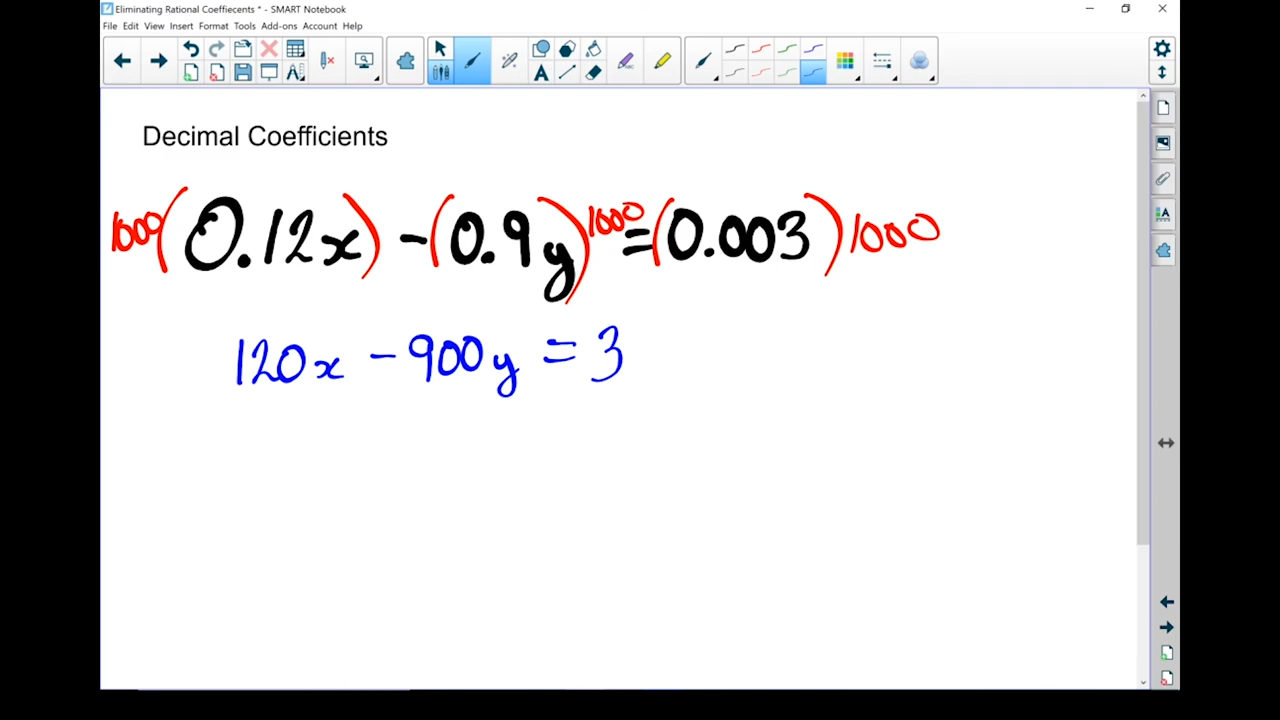 Eliminating Rational Coeffiecents * - SMART Notebook
File Edit View Insert Format Tools Add-ons Account Help
Decimal Coefficients
1000(0.12x) -(0.9y)1000=(0.003)1000
120x - 900y = 3